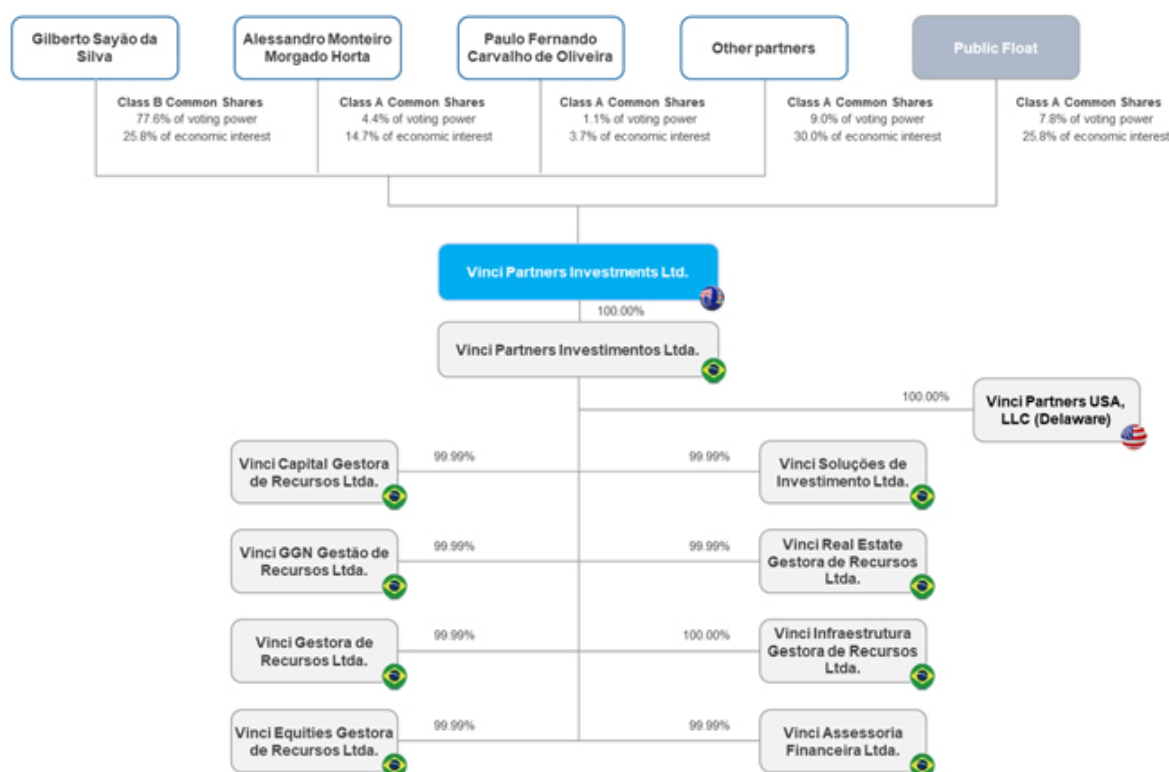 Gilberto Sayão da
Silva
Alessandro Monteiro
Morgado Horta
Paulo Fernando
Carvalho de Oliveira
Other partners
Public Float
Class B Common Shares
77.6% of voting power
25.8% of economic interest
Class A Common Shares
4.4% of voting power
14.7% of economic interest
Class A Common Shares
1.1% of voting power
3.7% of economic interest
Class A Common Shares
9.0% of voting power
30.0% of economic interest
Class A Common Shares
7.8% of voting power
25.8% of economic interest
Vinci Partners Investments Ltd.
100.00%
Vinci Partners Investimentos Ltda.
100.00%
Vinci Partners USA,
LLC (Delaware)
Vinci Capital Gestora
de Recursos Ltda.
99.99%
99.99%
Vinci Soluções de
Investimento Ltda.
Vinci GGN Gestão de
Recursos Ltda.
99.99%
99.99%
Vinci Real Estate
Gestora de Recursos
Ltda.
Vinci Gestora de
Recursos Ltda.
99.99%
100.00%
Vinci Infraestrutura
Gestora de Recursos
Ltda.
Vinci Equities Gestora
de Recursos Ltda.
99.99%
99.99%
Vinci Assessoria
Financeira Ltda.